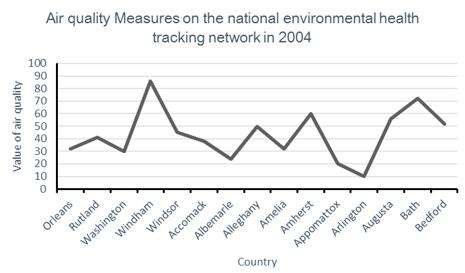 Air quality Measures on the national environmental health
tracking network in 2004
Value of air quality
100
90
80
70
60
50
40
30
20
10
0
Orleans
Rutland
Washington
Windham
Windsor
Accomack
Albemarle
Alleghany
Amelia
Amherst
Appomattox
Arlington
Augusta
Bath
Bedford
Country